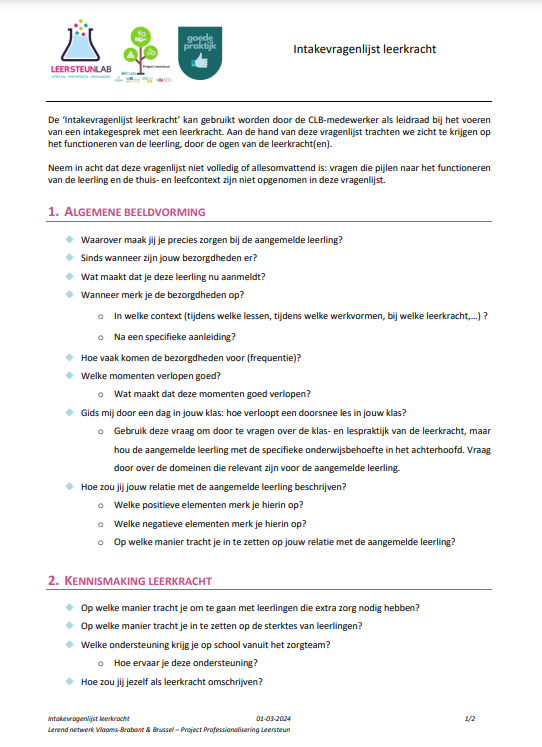 LEERSTEUNLAB
VERKEN. VERSPREID. VERANKER.
YO
Project Leersteun
goede
praktijk
Intakevragenlijst leerkracht
De ‘Intakevragenlijst leerkracht’ kan gebruikt worden door de CLB-medewerker als leidraad bij het voeren
van een intakegesprek met een leerkracht. Aan de hand van deze vragenlijst trachten we zicht te krijgen op
het functioneren van de leerling, door de ogen van de leerkracht(en).
Neem in acht dat deze vragenlijst niet volledig of allesomvattend is: vragen die pijlen naar het functioneren
van de leerling en de thuis- en leefcontext zijn niet opgenomen in deze vragenlijst.
1. ALGEMENE BEELDVORMING
Waarover maak jij je precies zorgen bij de aangemelde leerling?
Sinds wanneer zijn jouw bezorgdheden er?
Wat maakt dat je deze leerling nu aanmeldt?
Wanneer merk je de bezorgdheden op?
o In welke context (tijdens welke lessen, tijdens welke werkvormen, bij welke leerkracht,...) ?
o Na een specifieke aanleiding?
Hoe vaak komen de bezorgdheden voor (frequentie)?
Welke momenten verlopen goed?
o Wat maakt dat deze momenten goed verlopen?
Gids mij door een dag in jouw klas: hoe verloopt een doorsnee les in jouw klas?
o Gebruik deze vraag om door te vragen over de klas- en lespraktijk van de leerkracht, maar
hou de aangemelde leerling met de specifieke onderwijsbehoefte in het achterhoofd. Vraag
door over de domeinen die relevant zijn voor de aangemelde leerling.
Hoe zou jij jouw relatie met de aangemelde leerling beschrijven?
o Welke positieve elementen merk je hierin op?
o Welke negatieve elementen merk je hierin op?
o Op welke manier tracht je in te zetten op jouw relatie met de aangemelde leerling?
2. KENNISMAKING LEERKRACHT
Op welke manier tracht je om te gaan met leerlingen die extra zorg nodig hebben?
Op welke manier tracht je in te zetten op de sterktes van leerlingen?
Welke ondersteuning krijg je op school vanuit het zorgteam?
o Hoe ervaar je deze ondersteuning?
Hoe zou jij jezelf als leerkracht omschrijven?
Intakevragenlijst leerkracht 01-03-2024 1/2
Lerend netwerk Vlaams-Brabant & Brussel – Project Professionalisering Leersteun